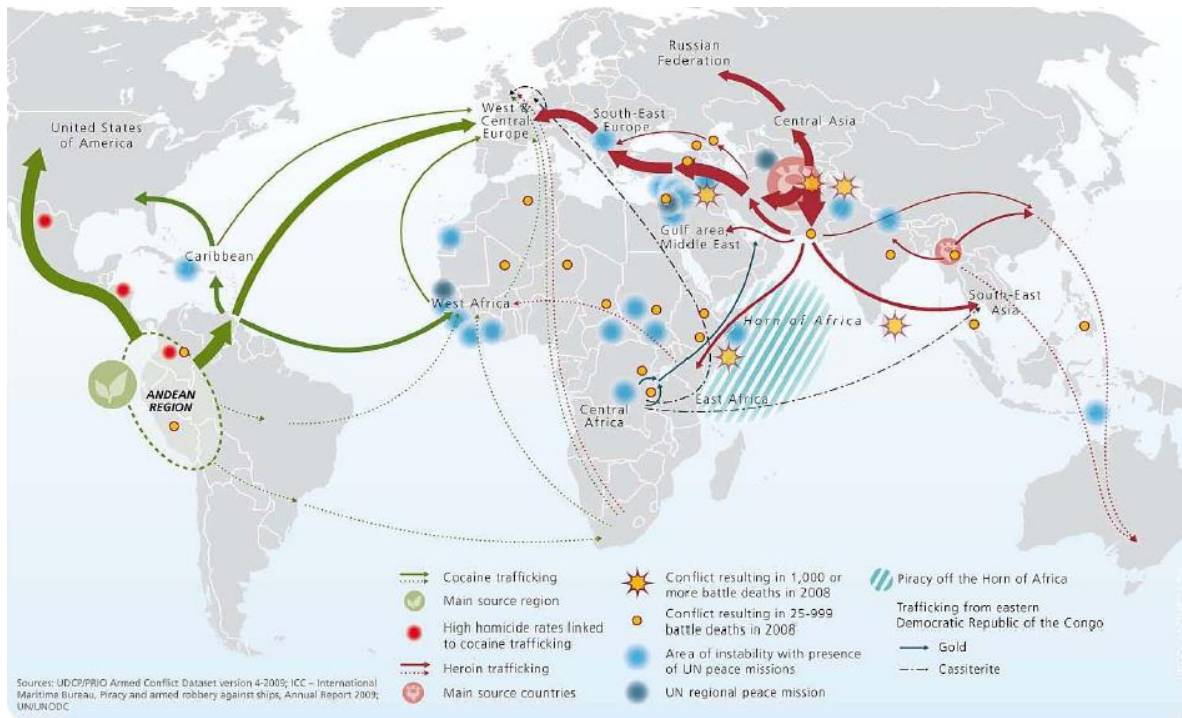 Russian
Federation
West &
Central
Europe
South-East
Europe
Central Asia
United States
of America
Gulf area,
Middle East
Caribbean
West Africa
Horn of Africa
South-East
Asia
ANDEAN
REGION
Central
Africa
East Africa
Cocaine trafficking
Main source region
High homicide rates linked
to cocaine trafficking
Heroin trafficking
Main source countries
Conflict resulting in 1,000 or
more battle deaths in 2008
Conflict resulting in 25-999
battle deaths in 2008
Area of instability with presence
of UN peace missions
UN regional peace mission
Piracy off the Horn of Africa
Trafficking from eastern
Democratic Republic of the Congo
Gold
Cassiterite
Sources: UDCP/PRIO Armed Conflict Dataset version 4-2009; ICC – International
Maritime Bureau, Piracy and armed robbery against ships, Annual Report 2009;
UN/UNODC